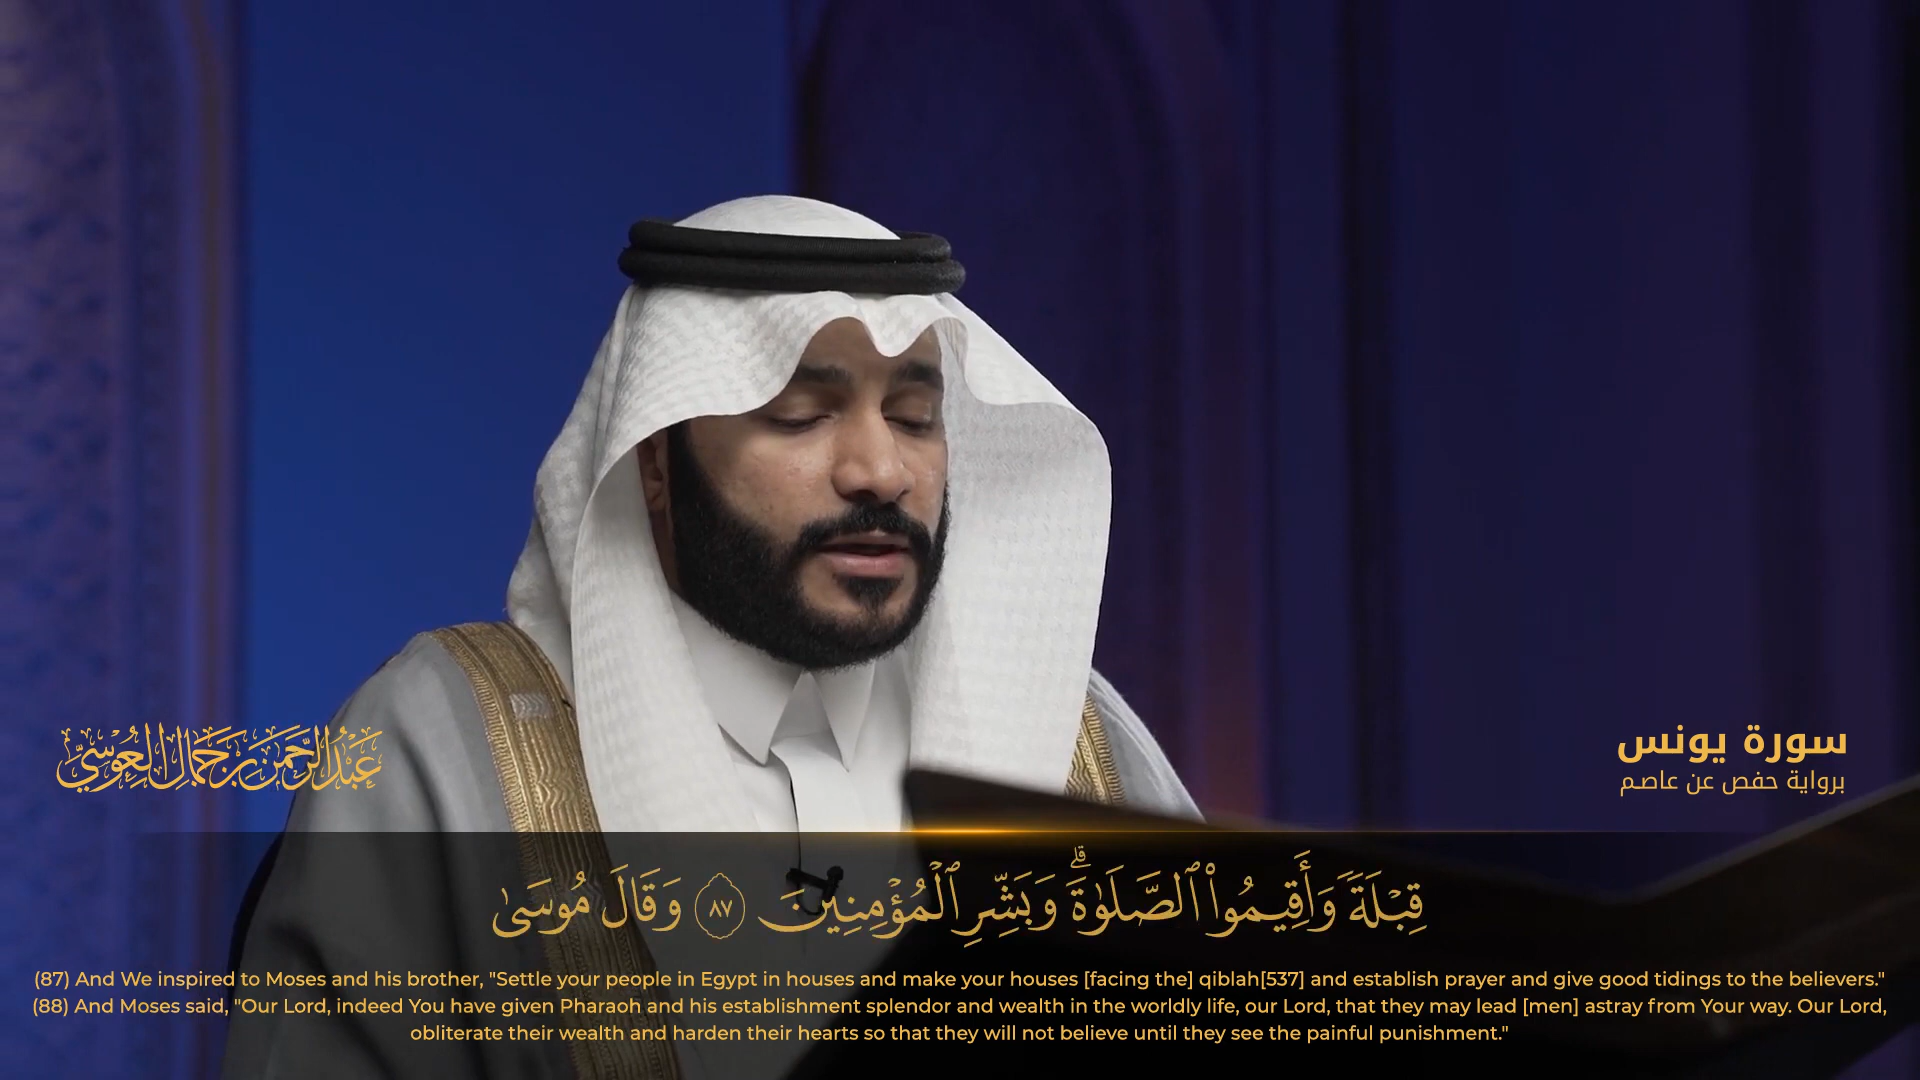 عَبْدُالرَّحْمَن بْن جَمَال العُوسِيّ
سورة يونس
برواية حفص عن عاصم
قِبْلَةً وَأَقِيمُوا۟ ٱلصَّلَوٰةَ ۗ وَبَشِّرِ ٱلْمُؤْمِنِينَ ۝٨٧ وَقَالَ مُوسَىٰ
(87) And We inspired to Moses and his brother, "Settle your people in Egypt in houses and make your houses [facing the] qiblah[537] and establish prayer and give good tidings to the believers."
(88) And Moses said, "Our Lord, indeed You have given Pharaoh and his establishment splendor and wealth in the worldly life, our Lord, that they may lead [men] astray from Your way. Our Lord,
obliterate their wealth and harden their hearts so that they will not believe until they see the painful punishment."